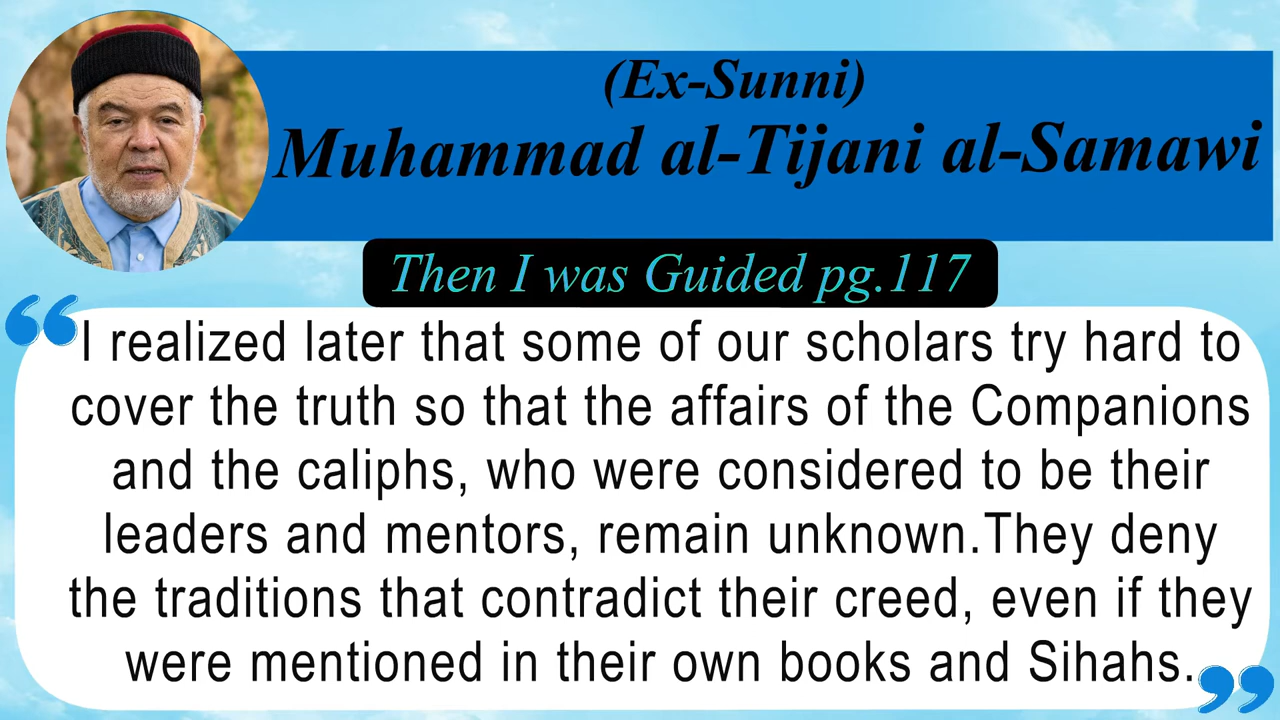 (Ex-Sunni)
Muhammad al-Tijani al-Samawi
Then I was Guided pg.117
“I realized later that some of our scholars try hard to
cover the truth so that the affairs of the Companions
and the caliphs, who were considered to be their
leaders and mentors, remain unknown.They deny
the traditions that contradict their creed, even if they
were mentioned in their own books and Sihahs.”